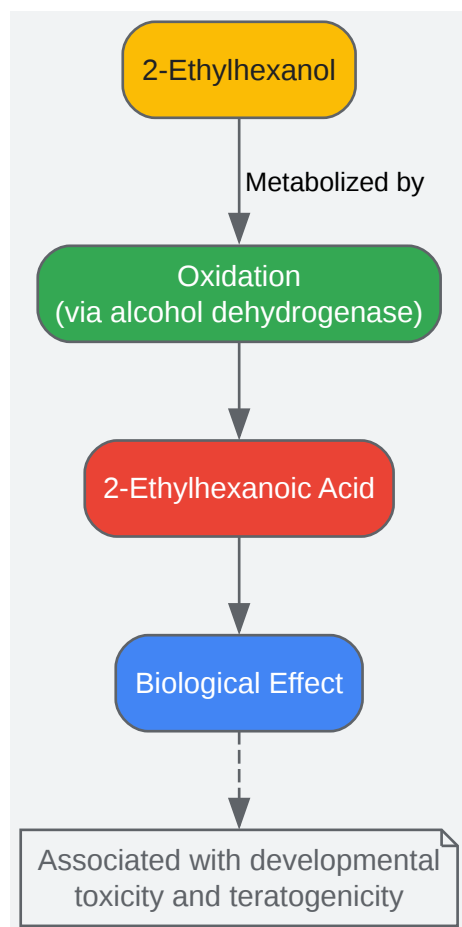 2-Ethylhexanol
Metabolized by
Oxidation
(via alcohol dehydrogenase)
2-Ethylhexanoic Acid
Biological Effect
Associated with developmental
toxicity and teratogenicity